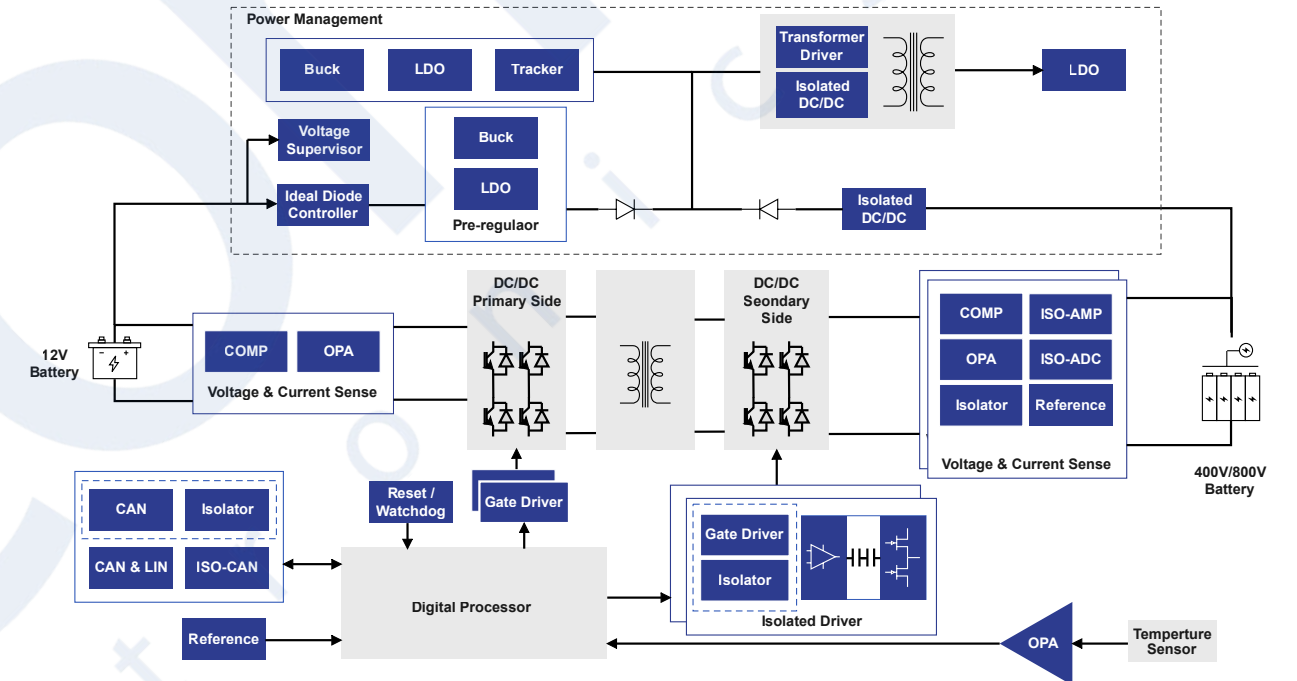 Power Management
Buck
LDO
Tracker
Transformer
Driver
Isolated
DC/DC
LDO
Voltage
Supervisor
Ideal Diode
Controller
Buck
LDO
Pre-regulaor
Isolated
DC/DC
12V
Battery
- +
COMP
OPA
Voltage & Current Sense
DC/DC
Primary Side
DC/DC
Seondary
Side
COMP
ISO-AMP
OPA
ISO-ADC
Isolator
Reference
Voltage & Current Sense
400V/800V
Battery
CAN
Isolator
CAN & LIN
ISO-CAN
Reset /
Watchdog
Gate Driver
Digital Processor
Gate Driver
Isolator
Isolated Driver
Reference
OPA
Temperture
Sensor